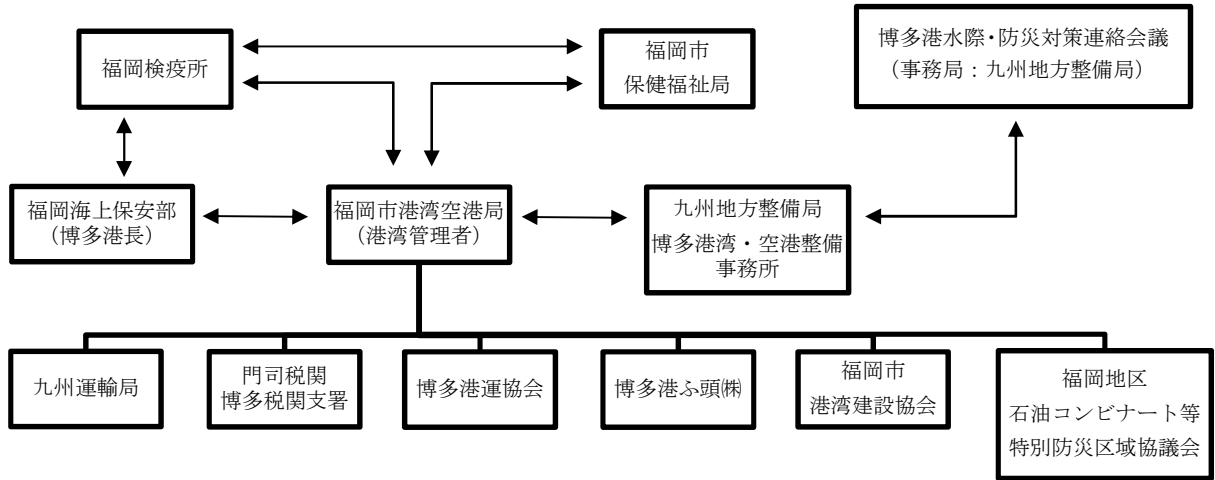 福岡検疫所
福岡市
保健福祉局
博多港水際・防災対策連絡会議
（事務局：九州地方整備局）
福岡海上保安部
（博多港長）
福岡市港湾空港局
（港湾管理者）
九州地方整備局
博多港湾・空港整備
事務所
九州運輸局
門司税関
博多税関支署
博多港運協会
博多港ふ頭㈱
福岡市
港湾建設協会
福岡地区
石油コンビナート等
特別防災区域協議会